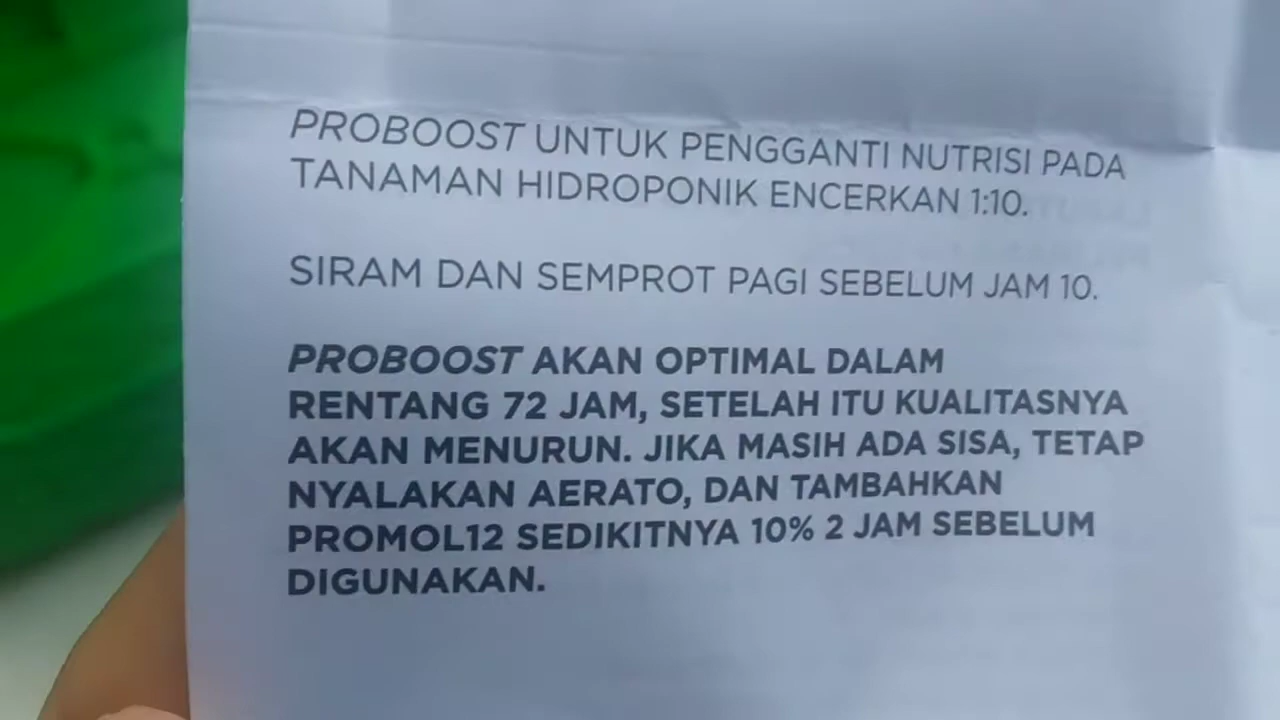 PROBOOST UNTUK PENGGANTI NUTRISI PADA
TANAMAN HIDROPONIK ENCERKAN 1:10.
SIRAM DAN SEMPROT PAGI SEBELUM JAM 10.
PROBOOST AKAN OPTIMAL DALAM
RENTANG 72 JAM, SETELAH ITU KUALITASNYA
AKAN MENURUN. JIKA MASIH ADA SISA, TETAP
NYALAKAN AERATO, DAN TAMBAHKAN
PROMOL12 SEDIKITNYA 10% 2 JAM SEBELUM
DIGUNAKAN.